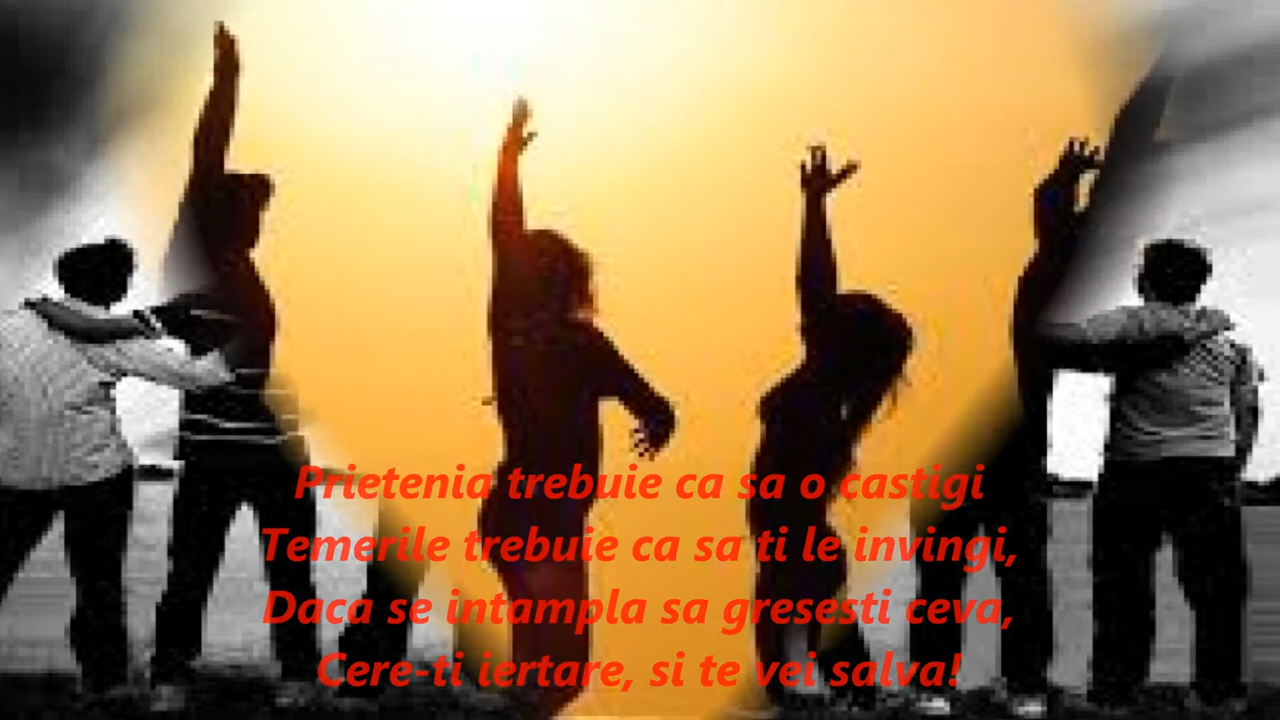 Prietenia trebuie ca sa o castigi
Temerile trebuie ca sa ti le invingi,
Daca se intampla sa gresesti ceva,
Cere-ti iertare, si te vei salva!